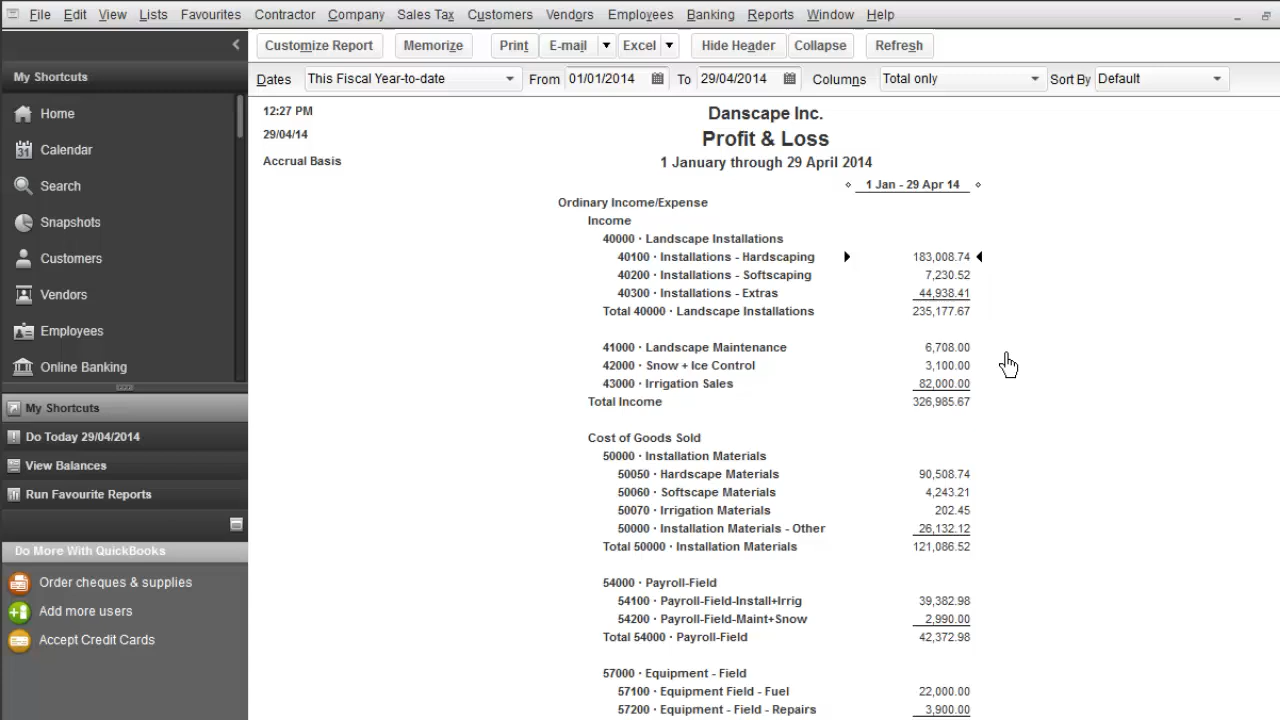 File Edit View Lists Favourites Contractor Company Sales Tax Customers Vendors Employees Banking Reports Window Help
Customize Report Memorize Print E-mail Excel Hide Header Collapse Refresh
My Shortcuts
Dates This Fiscal Year-to-date From 01/01/2014 To 29/04/2014 Columns Total only Sort By Default
Home
31 Calendar
Search
Snapshots
Customers
Vendors
Employees
Online Banking
My Shortcuts
Do Today 29/04/2014
View Balances
Run Favourite Reports
Do More With QuickBooks
Order cheques & supplies
Add more users
Accept Credit Cards
12:27 PM
29/04/14
Accrual Basis
Danscape Inc.
Profit & Loss
1 January through 29 April 2014
1 Jan - 29 Apr 14
Ordinary Income/Expense
Income
40000 · Landscape Installations
40100 · Installations - Hardscaping 183,008.74
40200 · Installations - Softscaping 7,230.52
40300 · Installations - Extras 44,938.41
Total 40000 · Landscape Installations 235,177.67
41000 · Landscape Maintenance 6,708.00
42000 · Snow + Ice Control 3,100.00
43000 · Irrigation Sales 82,000.00
Total Income 326,985.67
Cost of Goods Sold
50000 · Installation Materials
50050 · Hardscape Materials 90,508.74
50060 · Softscape Materials 4,243.21
50070 · Irrigation Materials 202.45
50000 · Installation Materials - Other 26,132.12
Total 50000 · Installation Materials 121,086.52
54000 · Payroll-Field
54100 · Payroll-Field-Install+Irrig 39,382.98
54200 · Payroll-Field-Maint+Snow 2,990.00
Total 54000 · Payroll-Field 42,372.98
57000 · Equipment - Field
57100 · Equipment Field - Fuel 22,000.00
57200 · Equipment - Field - Repairs 3,900.00